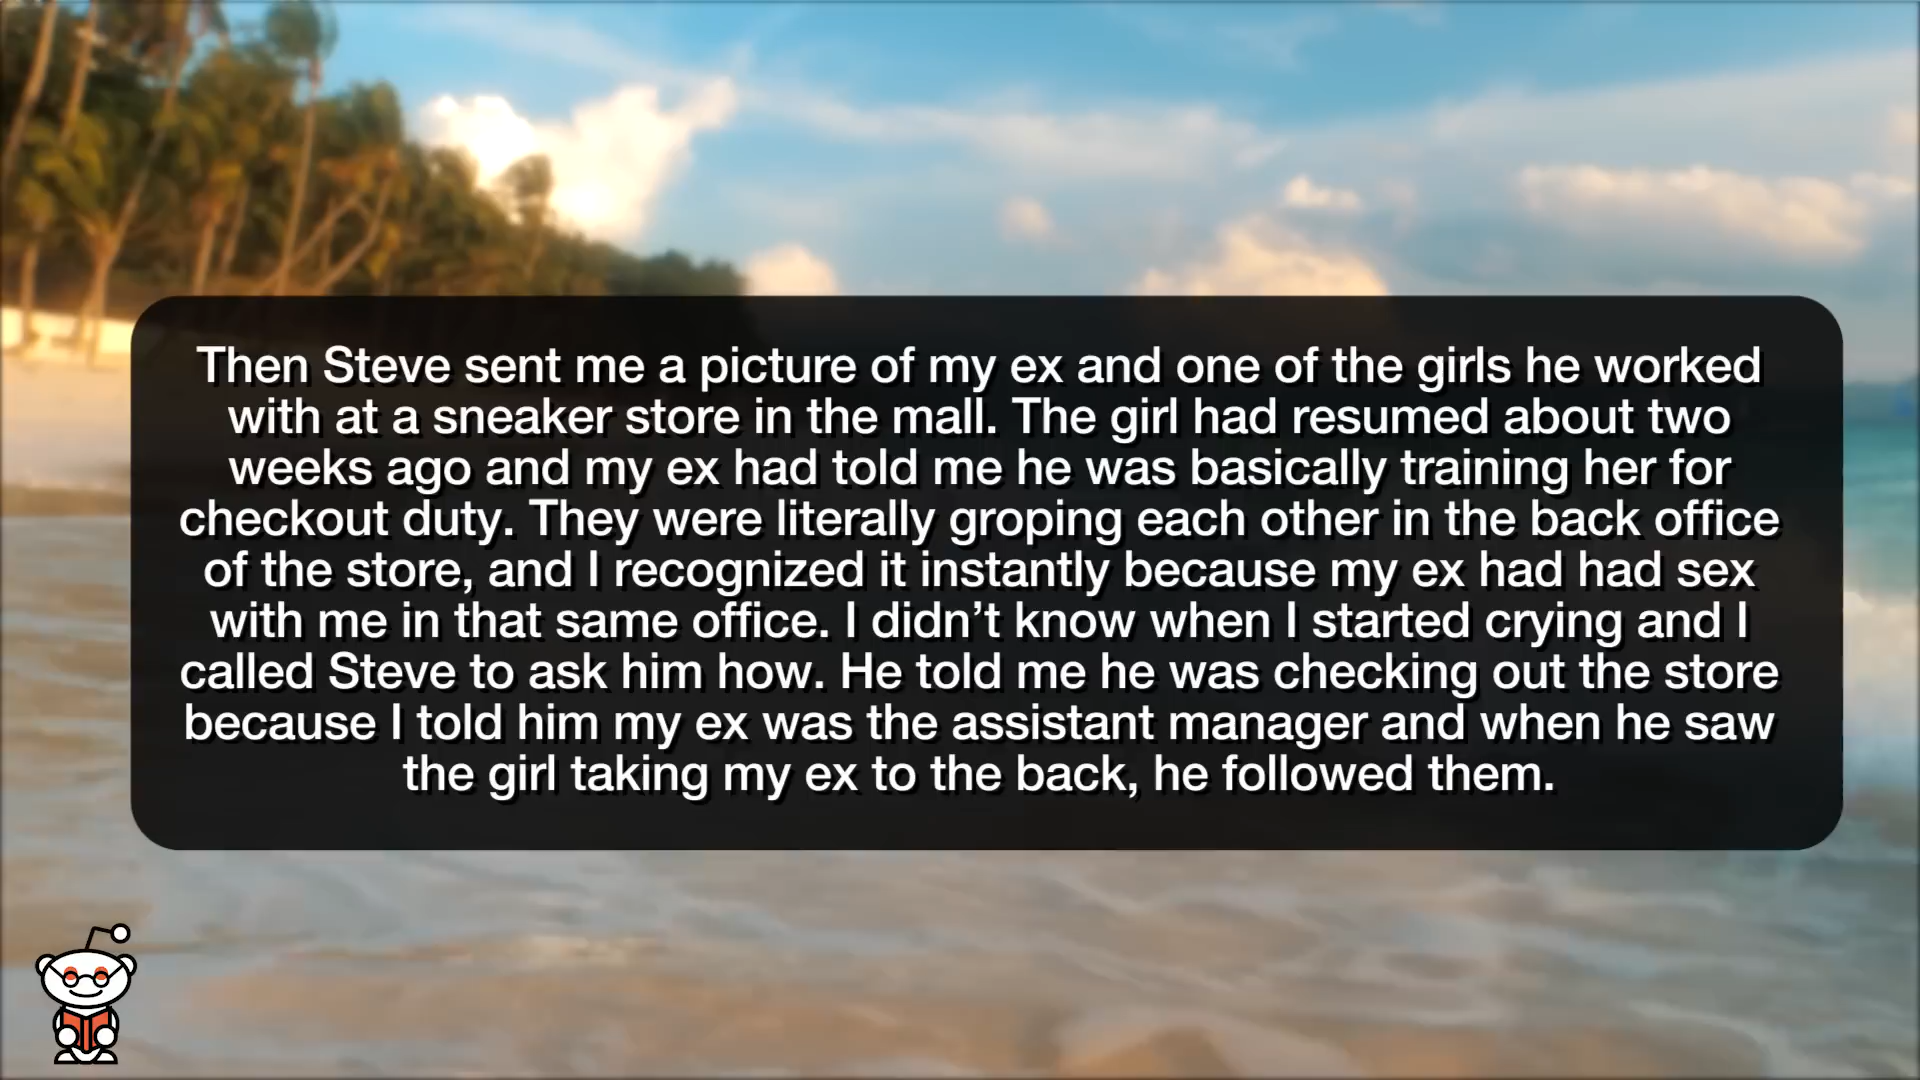 Then Steve sent me a picture of my ex and one of the girls he worked
with at a sneaker store in the mall. The girl had resumed about two
weeks ago and my ex had told me he was basically training her for
checkout duty. They were literally groping each other in the back office
of the store, and I recognized it instantly because my ex had had sex
with me in that same office. I didn’t know when I started crying and I
called Steve to ask him how. He told me he was checking out the store
because I told him my ex was the assistant manager and when he saw
the girl taking my ex to the back, he followed them.